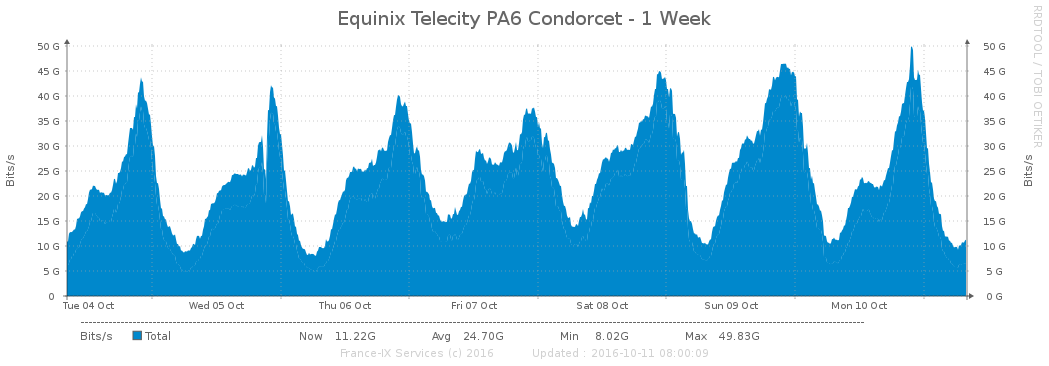 Equinix Telecity PA6 Condorcet - 1 Week
RRDTOOL / TOBI OETIKER
Bits/s
50 G
45 G
40 G
35 G
30 G
25 G
20 G
15 G
10 G
5 G
0
50 G
45 G
40 G
35 G
30 G
25 G
20 G
15 G
10 G
5 G
0 G
Bits/s
Tue 04 Oct Wed 05 Oct Thu 06 Oct Fri 07 Oct Sat 08 Oct Sun 09 Oct Mon 10 Oct
Bits/s Total Now 11.22G Avg 24.70G Min 8.02G Max 49.83G
France-IX Services (c) 2016 Updated : 2016-10-11 08:00:09